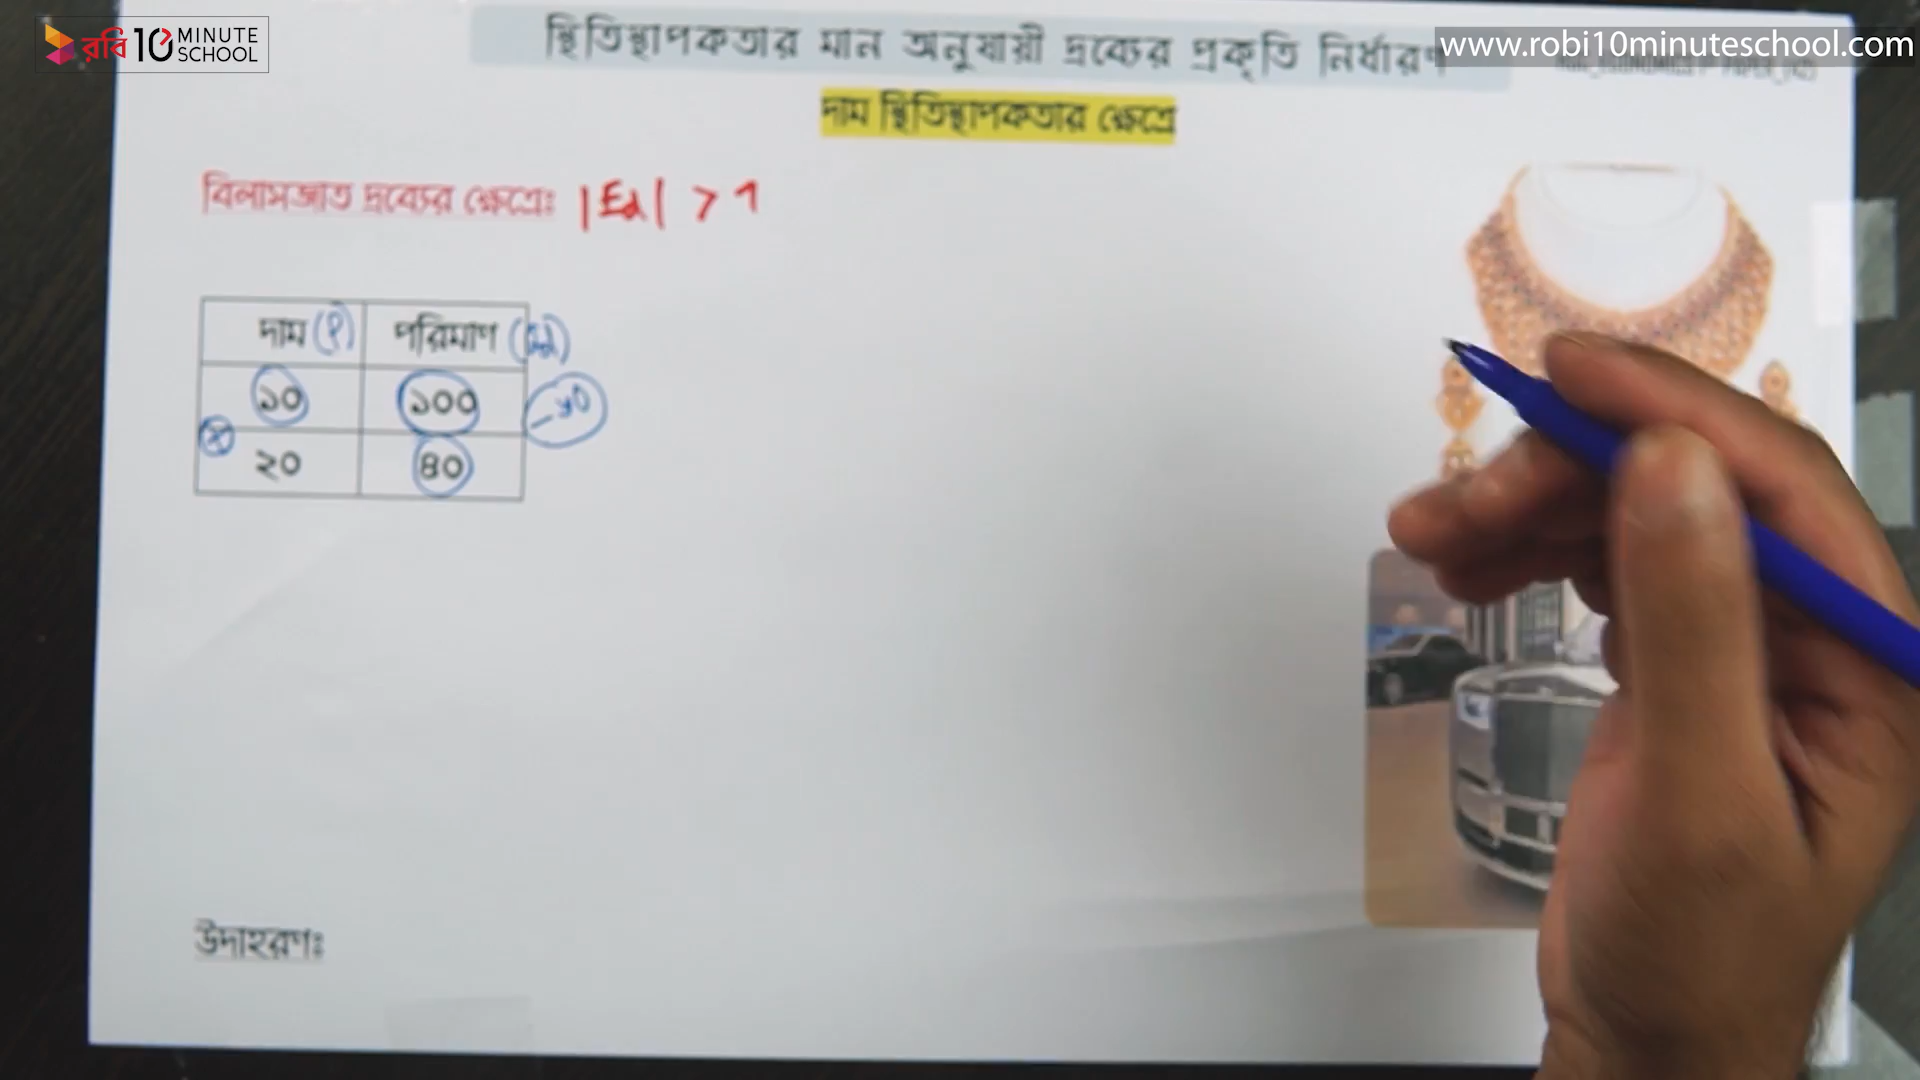 রবি 10 MINUTE SCHOOL
www.robi10minuteschool.com
স্থিতিস্থাপকতার মান অনুযায়ী দ্রব্যের প্রকৃতি নির্ধারণ
দাম স্থিতিস্থাপকতার ক্ষেত্রে
বিলাসজাত দ্রব্যের ক্ষেত্রেঃ |Ed| > 1
দাম (P) পরিমাণ
১০ ১০০
২০ ৪০
উদাহরণঃ